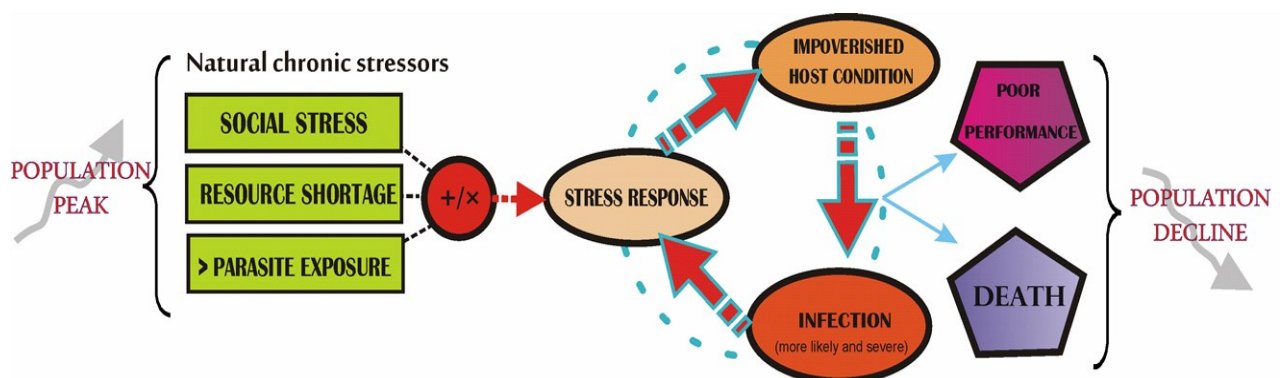 POPULATION
PEAK
Natural chronic stressors
SOCIAL STRESS
RESOURCE SHORTAGE
> PARASITE EXPOSURE
+/×
STRESS RESPONSE
IMPOVERISHED
HOST CONDITION
INFECTION
(more likely and severe)
POOR
PERFORMANCE
DEATH
POPULATION
DECLINE